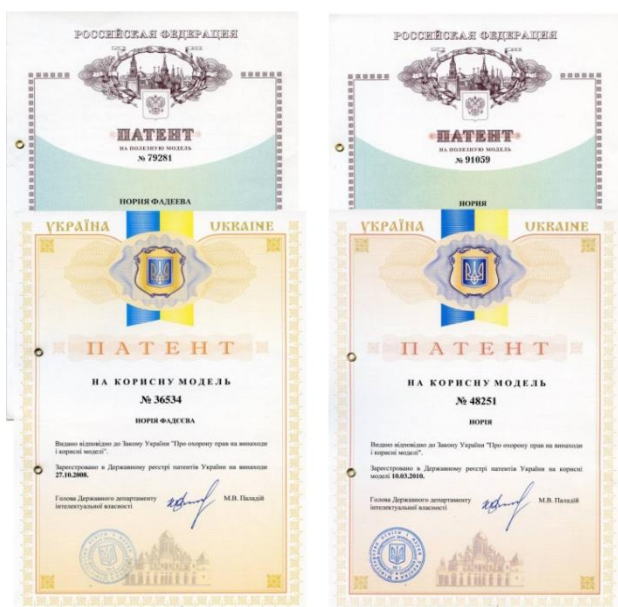 РОССИЙСКАЯ ФЕДЕРАЦИЯ
ПАТЕНТ
НА ПОЛЕЗНУЮ МОДЕЛЬ
№ 79281
НОРИЯ ФАДЕЕВА
РОССИЙСКАЯ ФЕДЕРАЦИЯ
ПАТЕНТ
НА ПОЛЕЗНУЮ МОДЕЛЬ
№ 91059
НОРИЯ
УКРАЇНА UKRAINE
ПАТЕНТ
НА КОРИСНУ МОДЕЛЬ
№ 36534
НОРІЯ ФАДЄЄВА
Видано відповідно до Закону України "Про охорону прав на винаходи
і корисні моделі".
Зареєстровано в Державному реєстрі патентів України на винаходи
27.10.2008.
Голова Державного департаменту
інтелектуальної власності
М.В. Паладій
УКРАЇНА UKRAINE
ПАТЕНТ
НА КОРИСНУ МОДЕЛЬ
№ 48251
НОРІЯ
Видано відповідно до Закону України "Про охорону прав на винаходи
і корисні моделі".
Зареєстровано в Державному реєстрі патентів України на корисні
моделі 10.03.2010.
Голова Державного департаменту
інтелектуальної власності
М.В. Паладій